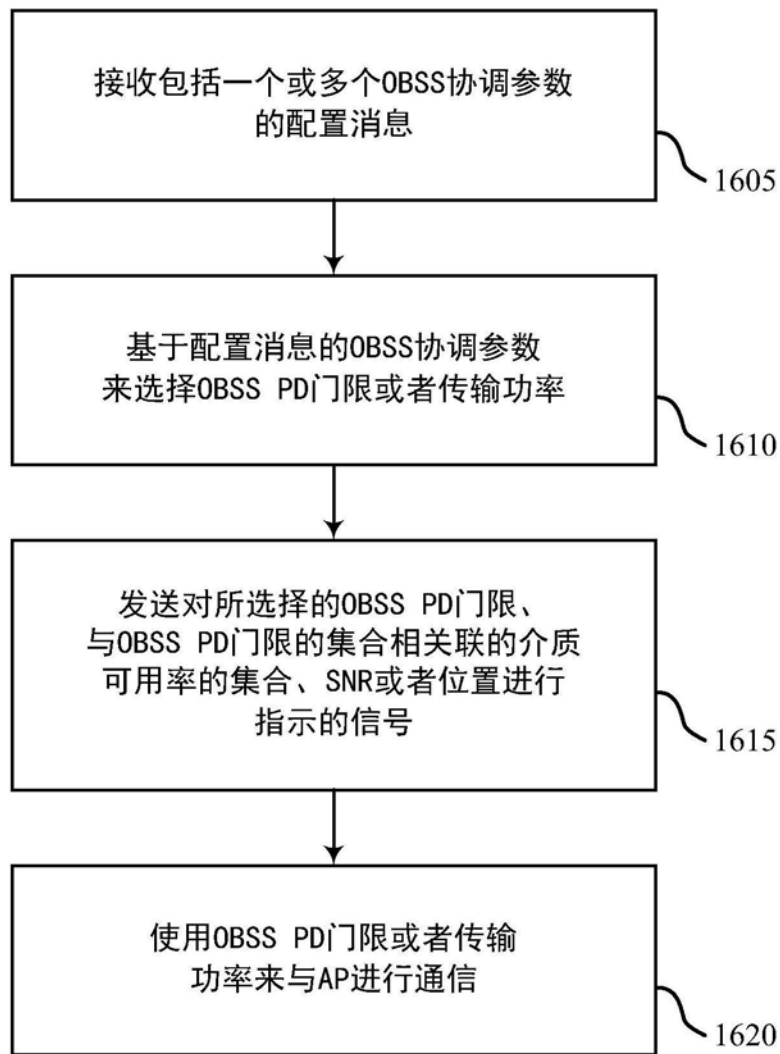 接收包括一个或多个OBSS协调参数
的配置消息
1605
基于配置消息的OBSS协调参数
来选择OBSS PD门限或者传输功率
1610
发送对所选择的OBSS PD门限、
与OBSS PD门限的集合相关联的介质
可用率的集合、SNR或者位置进行
指示的信号
1615
使用OBSS PD门限或者传输
功率来与AP进行通信
1620